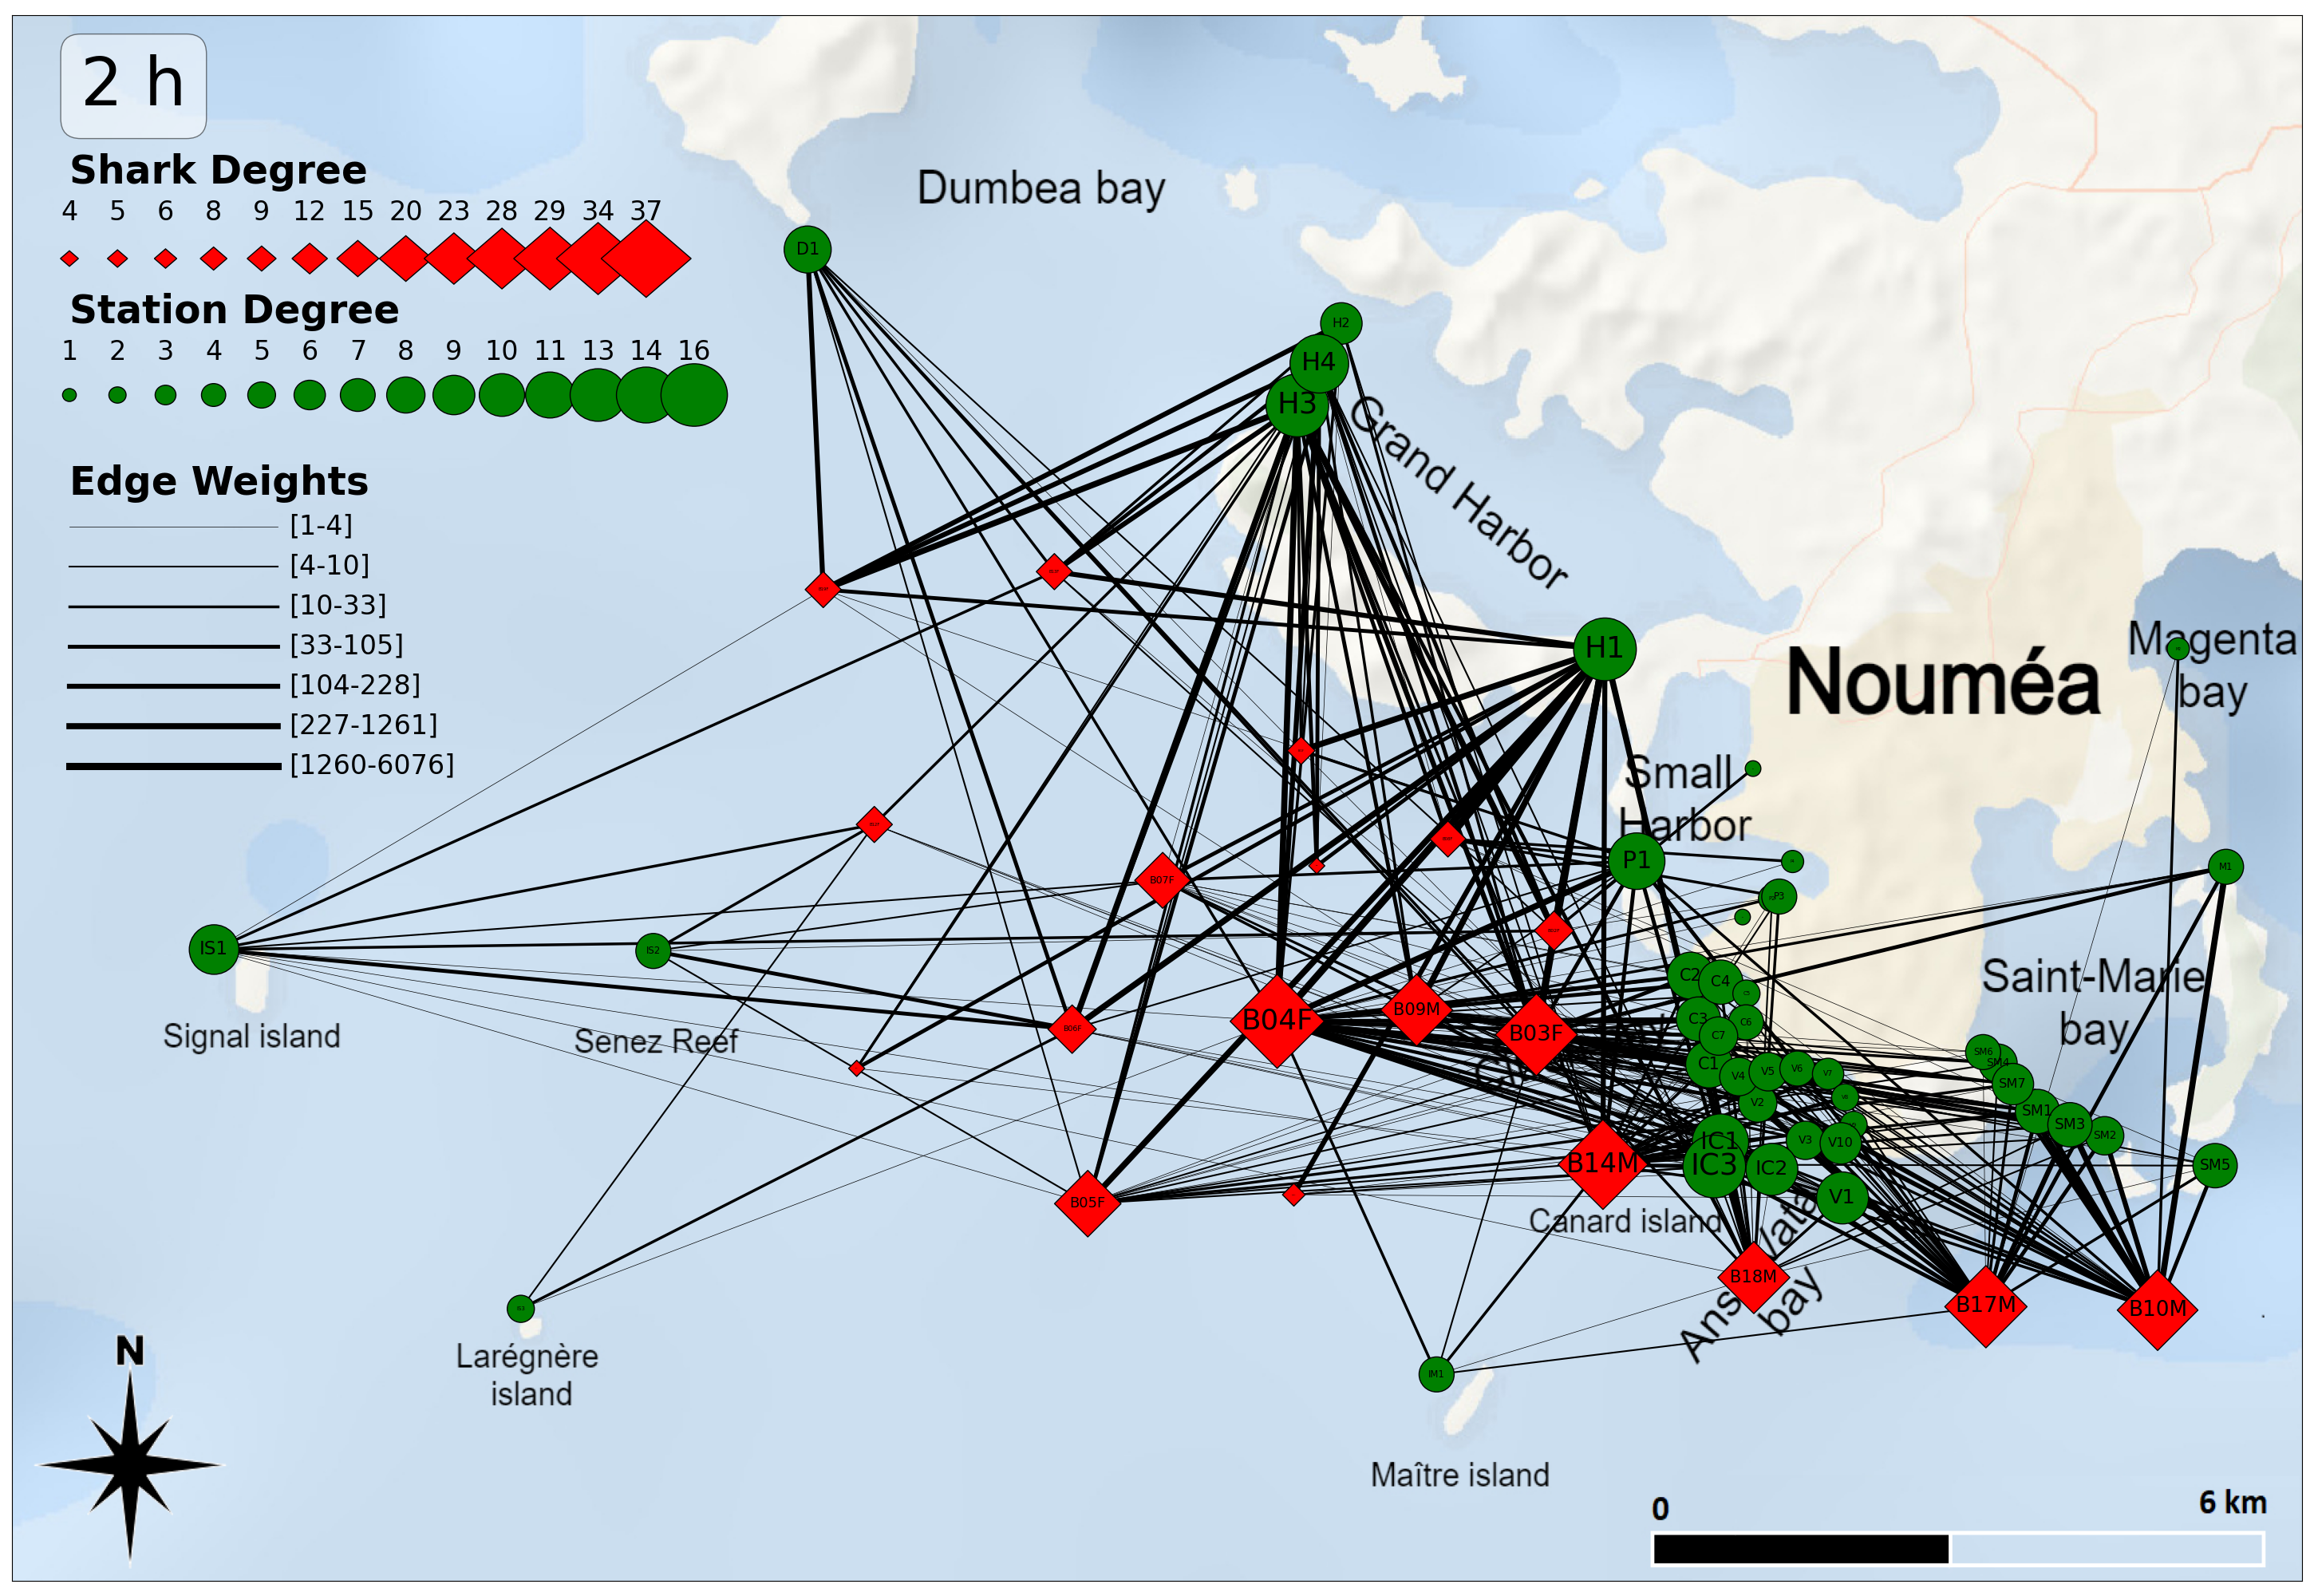 2 h
Shark Degree
4 5 6 8 9 12 15 20 23 28 29 34 37
Station Degree
1 2 3 4 5 6 7 8 9 10 11 13 14 16
Edge Weights
[1-4]
[4-10]
[10-33]
[33-105]
[104-228]
[227-1261]
[1260-6076]
Dumbea bay
D1
H2
H4
H3
Grand Harbor
H1
Nouméa
Magenta
bay
Small
Harbor
P1
M1
P3
B07F
IS1
IS2
Signal island
Senez Reef
B06F
B04F
B09M
B03F
C2
C4
C3
C6
C7
C1
V4
V5
V6
V7
V2
Saint-Marie
bay
SM6
SM4
SM7
SM1
SM3
SM2
SM5
IC1
IC3
IC2
V3
V10
V1
B14M
B05F
Canard island
B18M
bay
B17M
B10M
Larégnère
island
IM1
Maître island
N
0
6 km